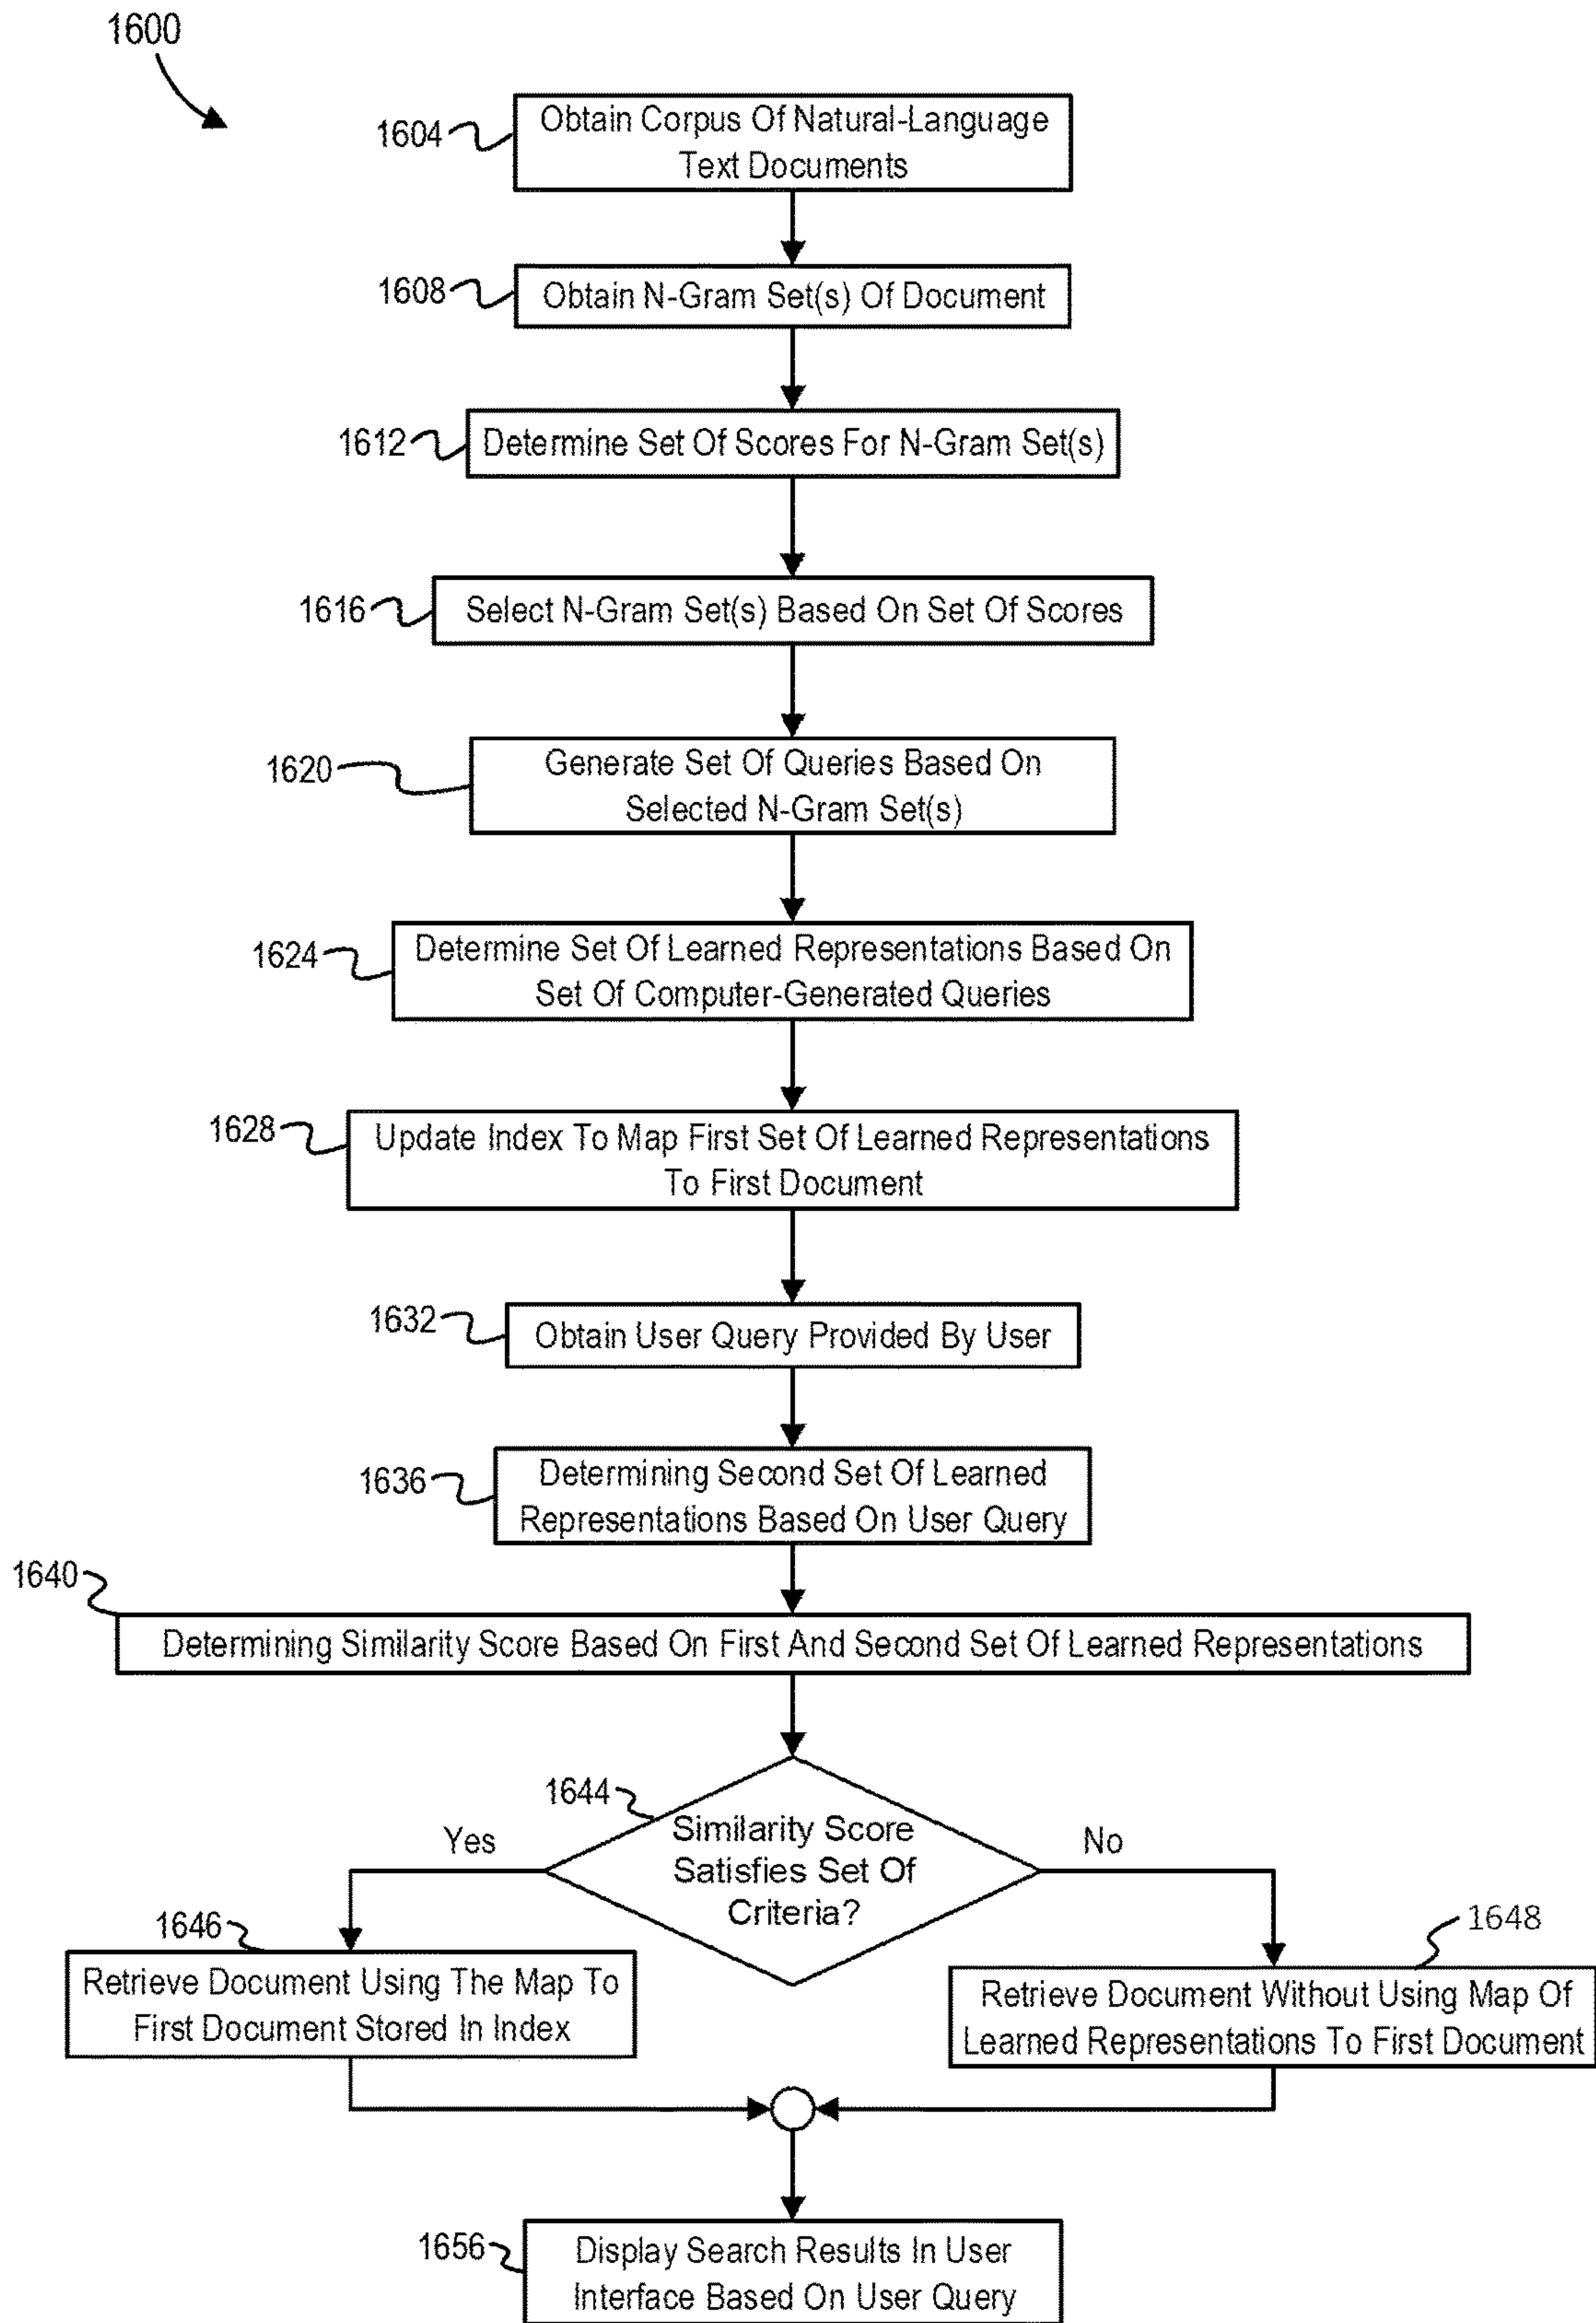 1600
1604
Obtain Corpus Of Natural-Language
Text Documents
1608
Obtain N-Gram Set(s) Of Document
1612
Determine Set Of Scores For N-Gram Set(s)
1616
Select N-Gram Set(s) Based On Set Of Scores
1620
Generate Set Of Queries Based On
Selected N-Gram Set(s)
1624
Determine Set Of Learned Representations Based On
Set Of Computer-Generated Queries
1628
Update Index To Map First Set Of Learned Representations
To First Document
1632
Obtain User Query Provided By User
1636
Determining Second Set Of Learned
Representations Based On User Query
1640
Determining Similarity Score Based On First And Second Set Of Learned Representations
1644
Similarity Score
Satisfies Set Of
Criteria?
Yes
No
1646
Retrieve Document Using The Map To
First Document Stored In Index
1648
Retrieve Document Without Using Map Of
Learned Representations To First Document
1656
Display Search Results In User
Interface Based On User Query